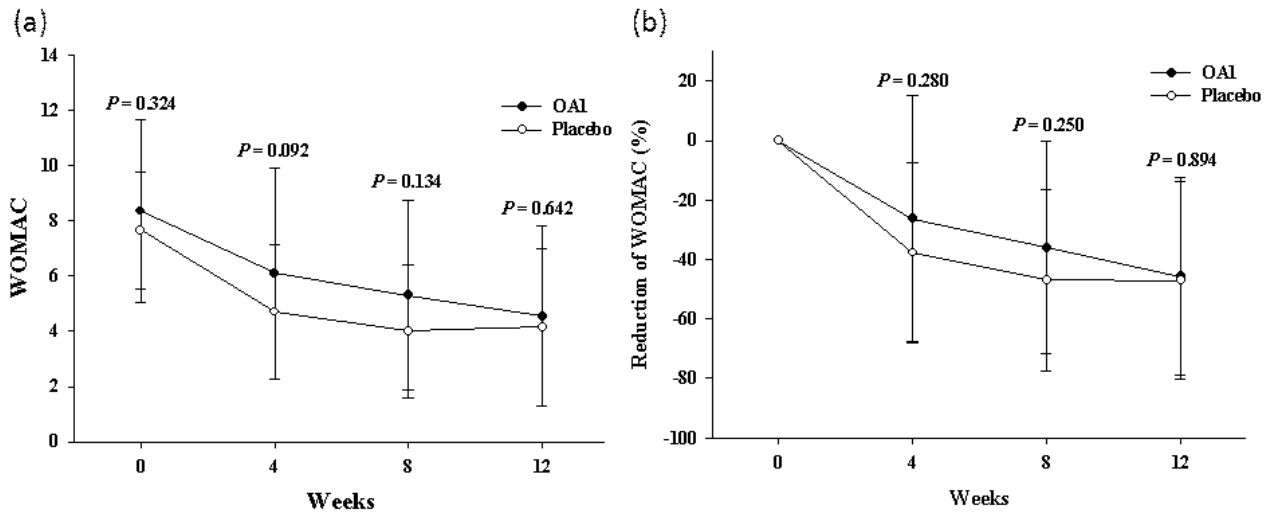 (a)
14
12
10
8
6
4
2
0
WOMAC
P = 0.324
P = 0.092
P = 0.134
P = 0.642
OA1
Placebo
0 4 8 12
Weeks
(b)
20
0
-20
-40
-60
-80
-100
Reduction of WOMAC (%)
P = 0.280
P = 0.250
P = 0.894
OA1
Placebo
0 4 8 12
Weeks